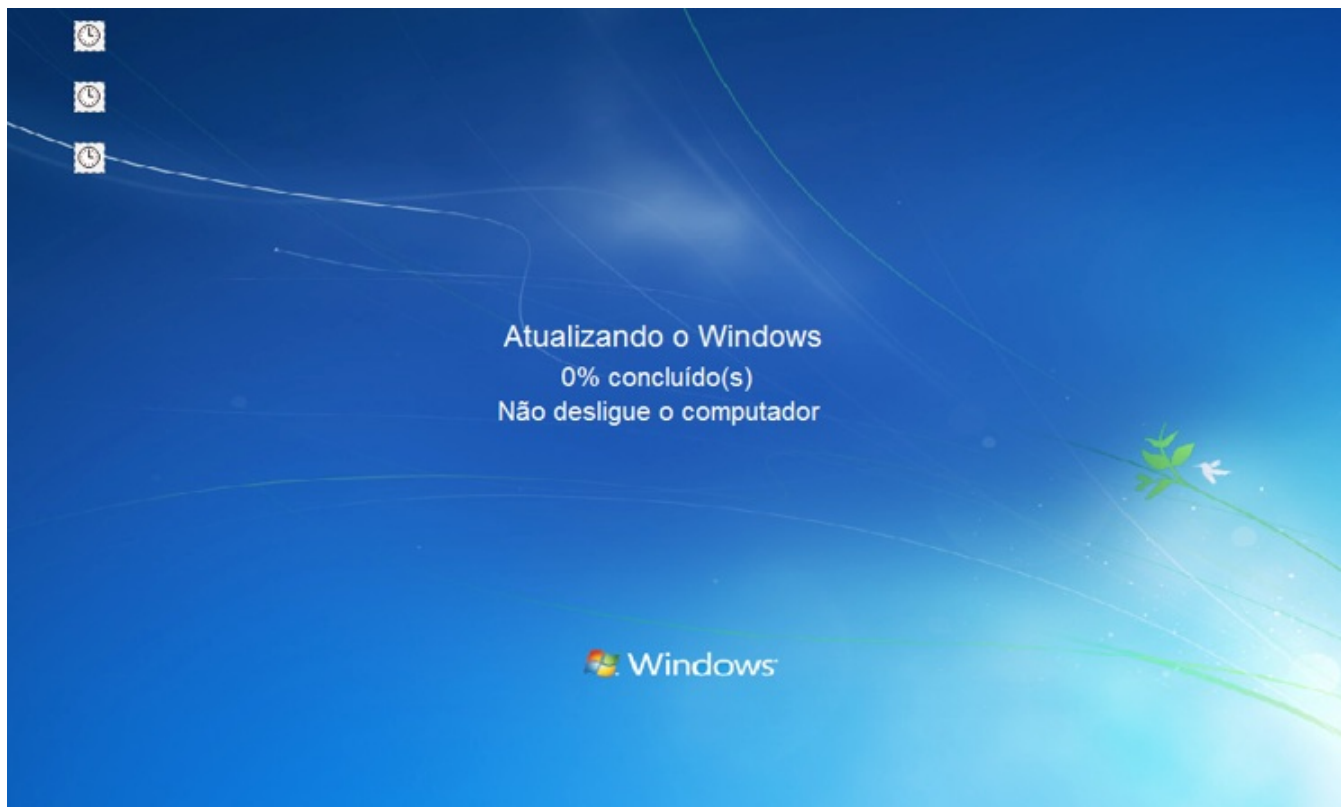 Atualizando o Windows
0% concluído(s)
Não desligue o computador
Windows